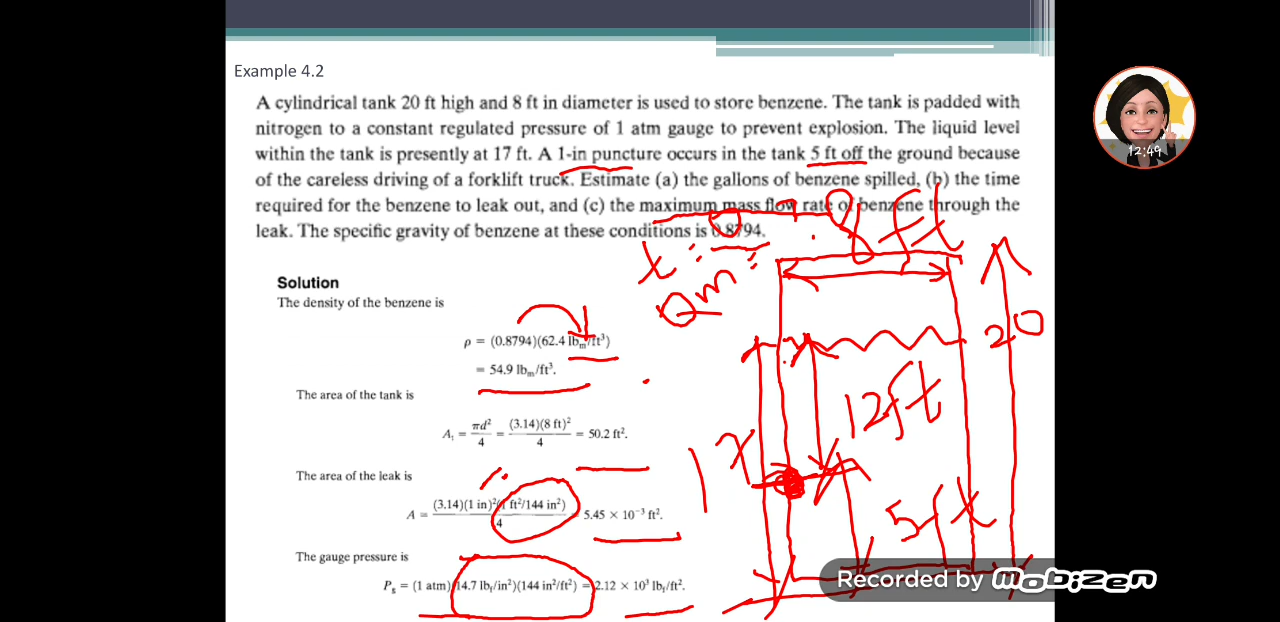 Example 4.2
A cylindrical tank 20 ft high and 8 ft in diameter is used to store benzene. The tank is padded with
nitrogen to a constant regulated pressure of 1 atm gauge to prevent explosion. The liquid level
within the tank is presently at 17 ft. A 1-in puncture occurs in the tank 5 ft off the ground because
of the careless driving of a forklift truck. Estimate (a) the gallons of benzene spilled, (b) the time
required for the benzene to leak out, and (c) the maximum mass flow rate of benzene through the
leak. The specific gravity of benzene at these conditions is 0.8794.
12:49
8 ft
t :
Qm :
Solution
The density of the benzene is
ρ = (0.8794)(62.4 lbₘ/ft³)
= 54.9 lbₘ/ft³.
20
12ft
17
5ft
The area of the tank is
Aₜ = πd²/4 = (3.14)(8 ft)²/4 = 50.2 ft².
The area of the leak is
A = (3.14)(1 in)²(1 ft²/144 in²)/4 = 5.45 × 10⁻³ ft².
The gauge pressure is
P_g = (1 atm)(14.7 lb_f/in²)(144 in²/ft²) = 2.12 × 10³ lb_f/ft².
Recorded by Mobizen